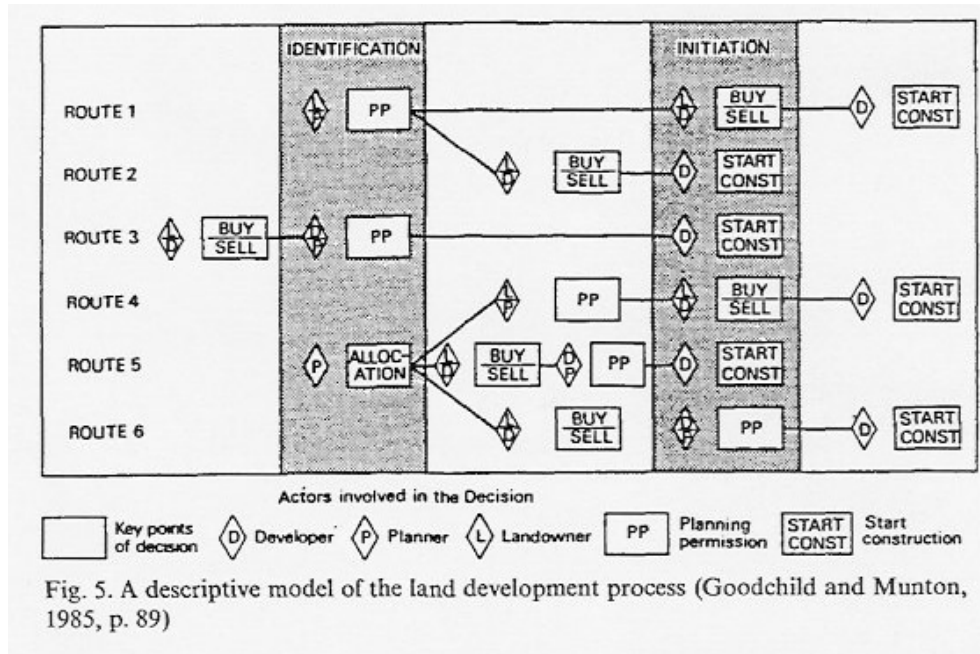 IDENTIFICATION INITIATION
ROUTE 1 L P PP L D BUY SELL D START CONST
ROUTE 2 L D BUY SELL D START CONST
ROUTE 3 L D BUY SELL D P PP D START CONST
ROUTE 4 L P PP L D BUY SELL D START CONST
ROUTE 5 P ALLOC-ATION L D BUY SELL D P PP D START CONST
ROUTE 6 L D BUY SELL D P PP D START CONST
Actors involved in the Decision
Key points of decision D Developer P Planner L Landowner PP Planning permission START CONST Start construction
Fig. 5. A descriptive model of the land development process (Goodchild and Munton,
1985, p. 89)